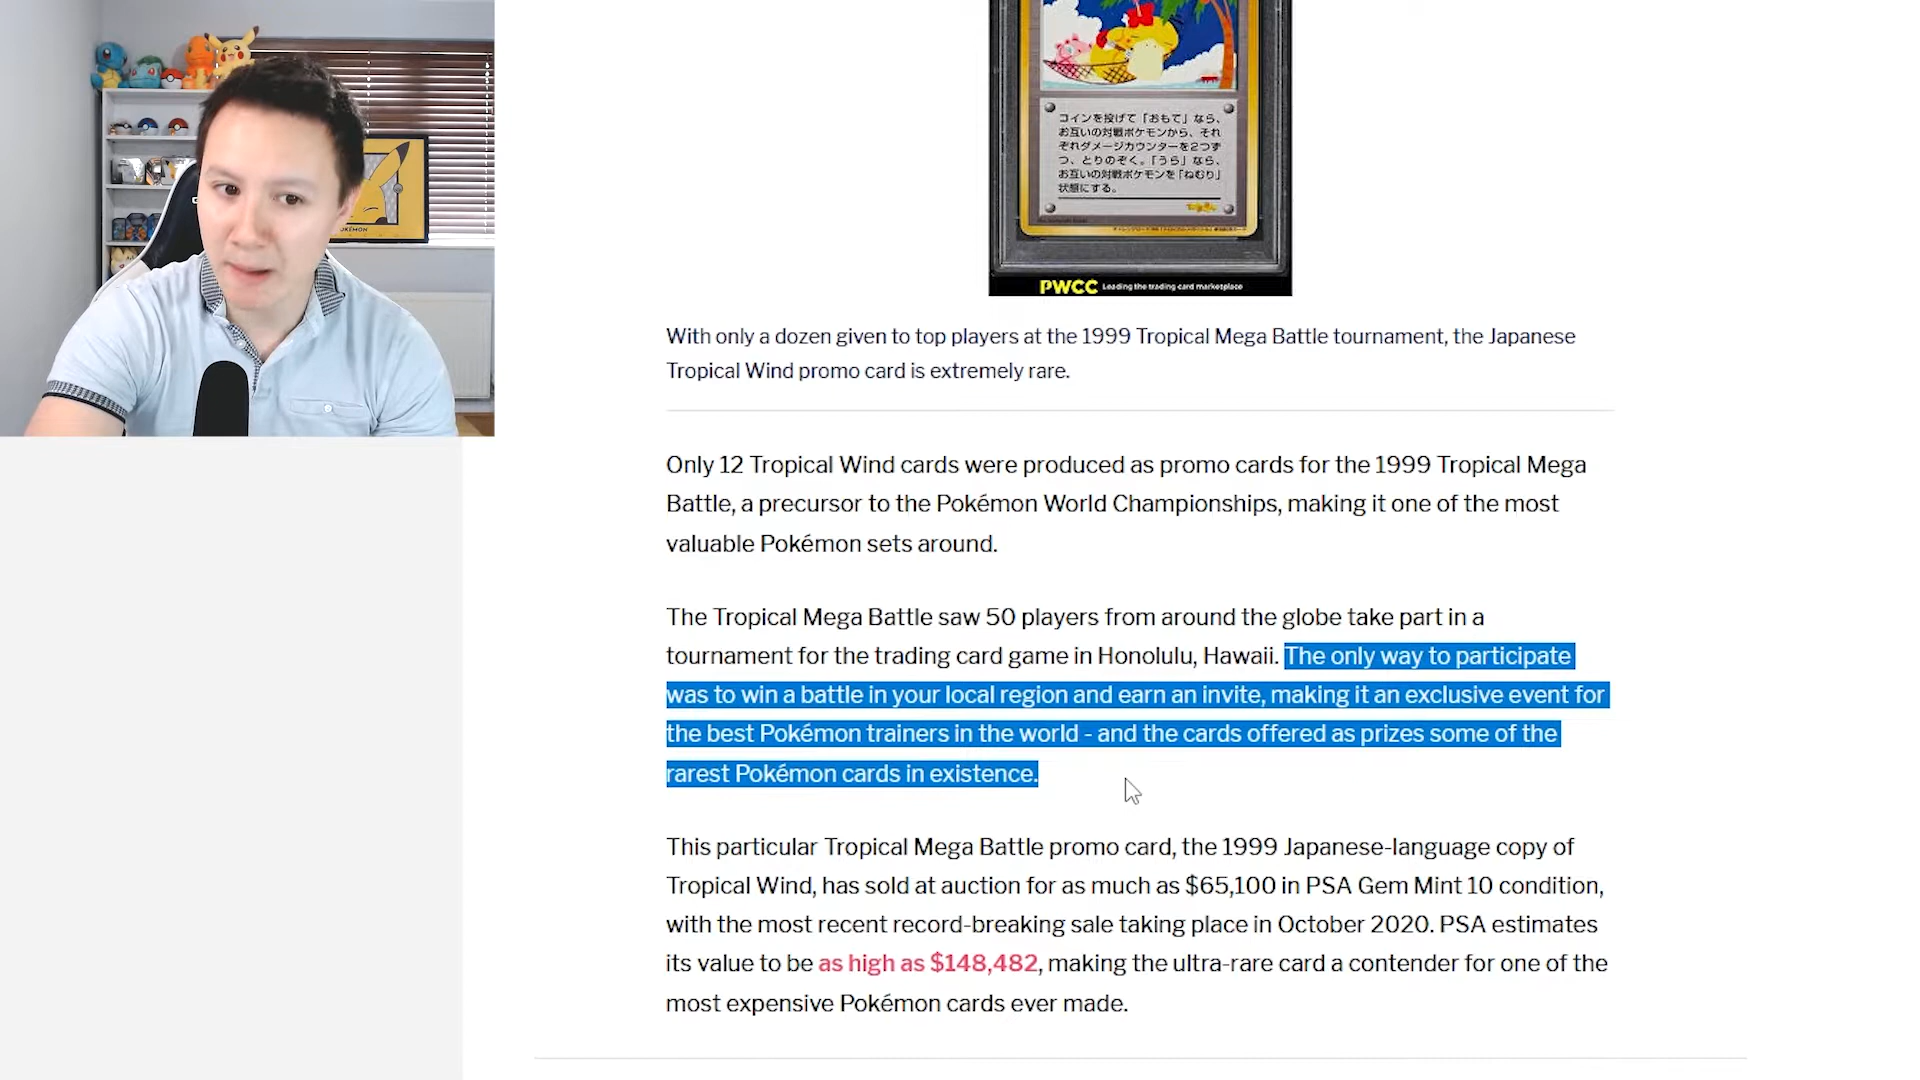 コインを投げて「おもて」なら、
お互いの対戦ポケモンから、それ
ぞれダメージカウンターを2つず
つ、とりのぞく。「うら」なら、
お互いの対戦ポケモンを「ねむり」
状態にする。
PWCC Leading the trading card marketplace
With only a dozen given to top players at the 1999 Tropical Mega Battle tournament, the Japanese
Tropical Wind promo card is extremely rare.
Only 12 Tropical Wind cards were produced as promo cards for the 1999 Tropical Mega
Battle, a precursor to the Pokémon World Championships, making it one of the most
valuable Pokémon sets around.
The Tropical Mega Battle saw 50 players from around the globe take part in a
tournament for the trading card game in Honolulu, Hawaii. The only way to participate
was to win a battle in your local region and earn an invite, making it an exclusive event for
the best Pokémon trainers in the world - and the cards offered as prizes some of the
rarest Pokémon cards in existence.
This particular Tropical Mega Battle promo card, the 1999 Japanese-language copy of
Tropical Wind, has sold at auction for as much as $65,100 in PSA Gem Mint 10 condition,
with the most recent record-breaking sale taking place in October 2020. PSA estimates
its value to be as high as $148,482, making the ultra-rare card a contender for one of the
most expensive Pokémon cards ever made.